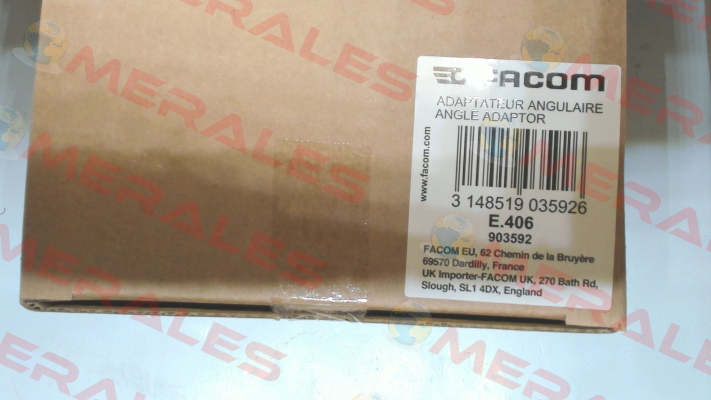 FACOM
ADAPTATEUR ANGULAIRE
ANGLE ADAPTOR
www.facom.com
3 148519 035926
E.406
903592
FACOM EU, 62 Chemin de la Bruyère
69570 Dardilly, France
UK Importer-FACOM UK, 270 Bath Rd,
Slough, SL1 4DX, England
MERALES
MERALES
MERALES
MERALES
MERALES
MERALES